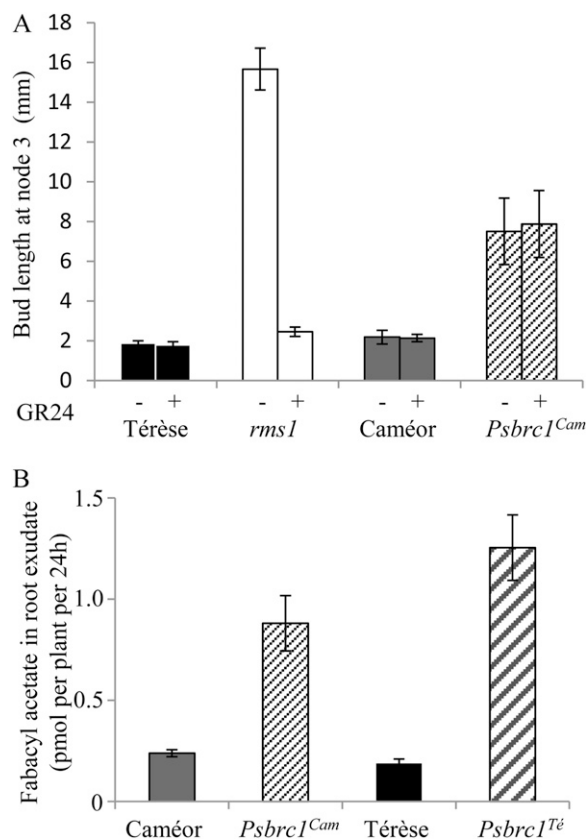 A
Bud length at node 3 (mm)
18
16
14
12
10
8
6
4
2
0
GR24 - + - + - + - +
Térèse rms1 Caméor Psbrc1Cam
B
Fabacyl acetate in root exudate
(pmol per plant per 24h)
1.5
1.0
0.5
0
Caméor Psbrc1Cam Térèse Psbrc1Té